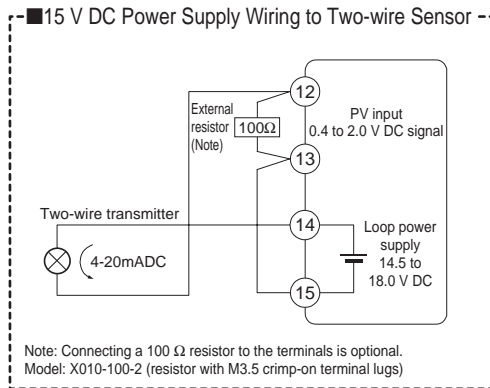 ■15 V DC Power Supply Wiring to Two-wire Sensor
12
External
resistor
(Note)
100Ω
PV input
0.4 to 2.0 V DC signal
13
Two-wire transmitter
14
4-20mADC
Loop power
supply
14.5 to
18.0 V DC
15
Note: Connecting a 100 Ω resistor to the terminals is optional.
Model: X010-100-2 (resistor with M3.5 crimp-on terminal lugs)